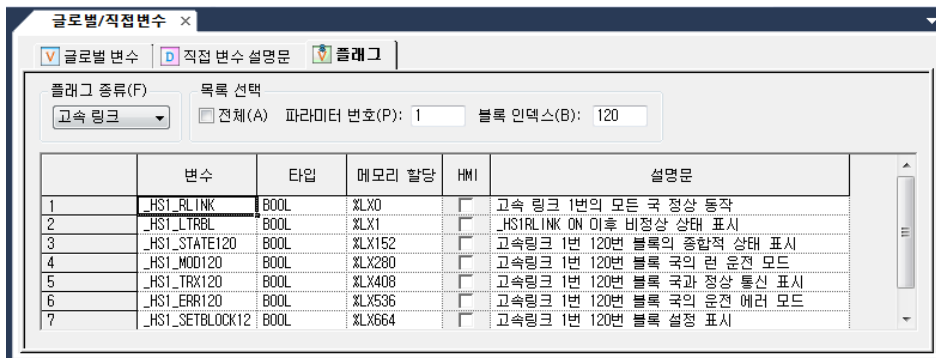 글로벌/직접변수 ×
V 글로벌 변수 D 직접 변수 설명문 플래그
플래그 종류(F) 목록 선택
고속 링크 전체(A) 파라미터 번호(P): 1 블록 인덱스(B): 120
변수 타입 메모리 할당 HMI 설명문
1 _HS1_RLINK BOOL %LX0 고속 링크 1번의 모든 국 정상 동작
2 _HS1_LTRBL BOOL %LX1 _HS1RLINK ON 이후 비정상 상태 표시
3 _HS1_STATE120 BOOL %LX152 고속링크 1번 120번 블록의 종합적 상태 표시
4 _HS1_MOD120 BOOL %LX280 고속링크 1번 120번 블록 국의 런 운전 모드
5 _HS1_TRX120 BOOL %LX408 고속링크 1번 120번 블록 국과 정상 통신 표시
6 _HS1_ERR120 BOOL %LX536 고속링크 1번 120번 블록 국의 운전 에러 모드
7 _HS1_SETBLOCK12 BOOL %LX664 고속링크 1번 120번 블록 설정 표시